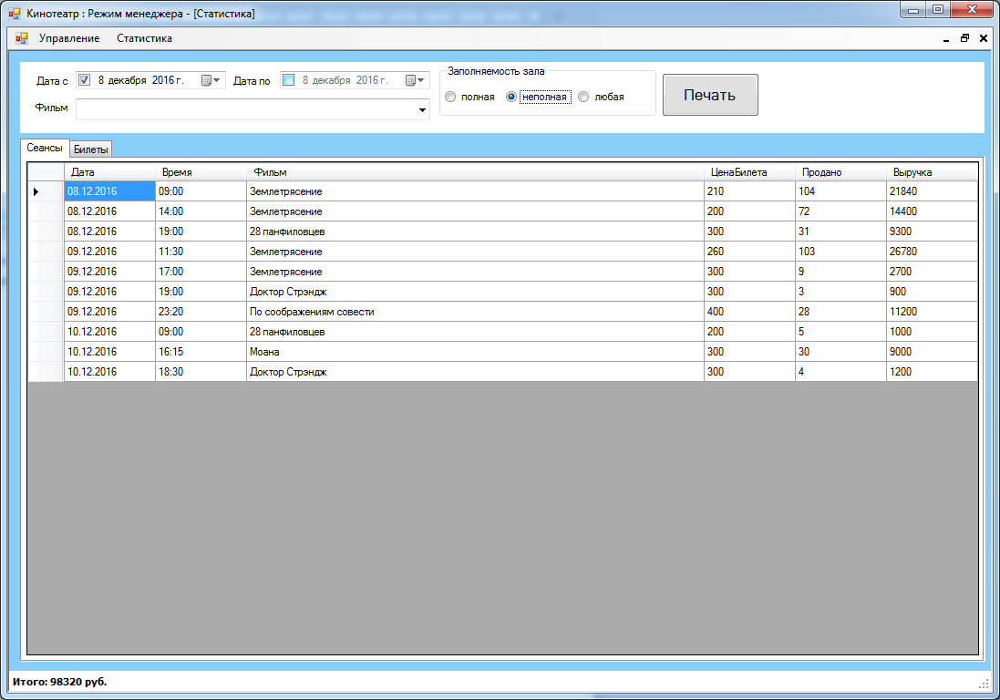 Кинотеатр : Режим менеджера - [Статистика]
Управление Статистика
Дата с 8 декабря 2016 г. Дата по 8 декабря 2016 г. Заполняемость зала
полная неполная любая
Печать
Фильм
Сеансы Билеты
Дата Время Фильм ЦенаБилета Продано Выручка
08.12.2016 09:00 Землетрясение 210 104 21840
08.12.2016 14:00 Землетрясение 200 72 14400
08.12.2016 19:00 28 панфиловцев 300 31 9300
09.12.2016 11:30 Землетрясение 260 103 26780
09.12.2016 17:00 Землетрясение 300 9 2700
09.12.2016 19:00 Доктор Стрэндж 300 3 900
09.12.2016 23:20 По соображениям совести 400 28 11200
10.12.2016 09:00 28 панфиловцев 200 5 1000
10.12.2016 16:15 Моана 300 30 9000
10.12.2016 18:30 Доктор Стрэндж 300 4 1200
Итого: 98320 руб.